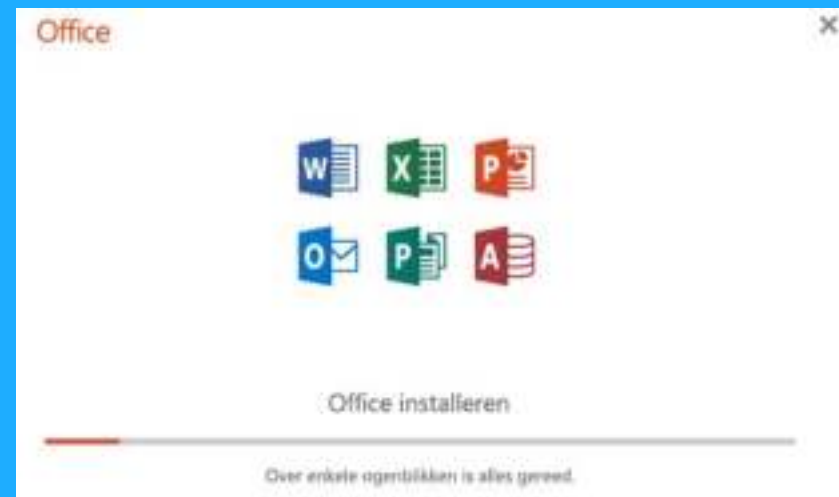 Office
W X P
O P A
Office installeren
Over enkele ogenblikken is alles gereed.